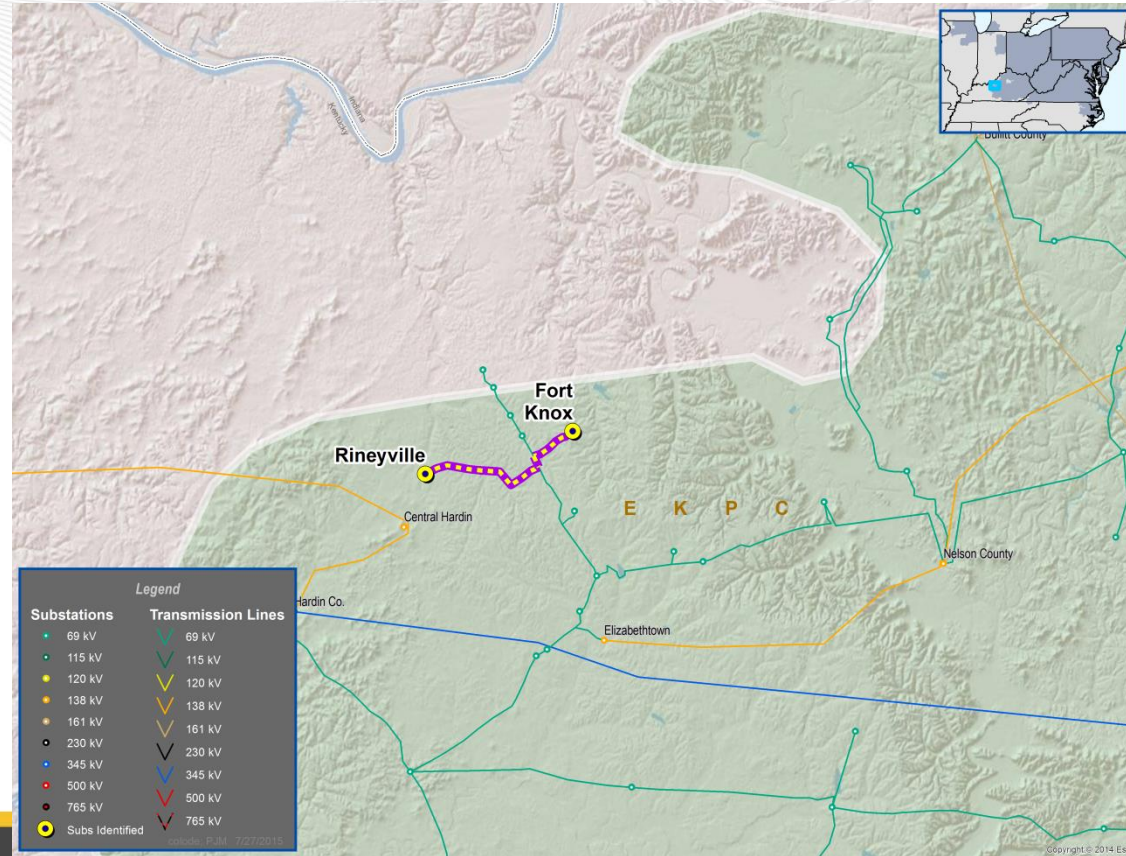 Bullitt County
Indiana
Kentucky
Fort
Knox
Rineyville
E K P C
Central Hardin
Nelson County
Hardin Co.
Elizabethtown
Legend
Substations
69 kV
115 kV
120 kV
138 kV
161 kV
230 kV
345 kV
500 kV
765 kV
Subs Identified
Transmission Lines
69 kV
115 kV
120 kV
138 kV
161 kV
230 kV
345 kV
500 kV
765 kV
PJM 7/27/2015
Copyright:© 2014 Es